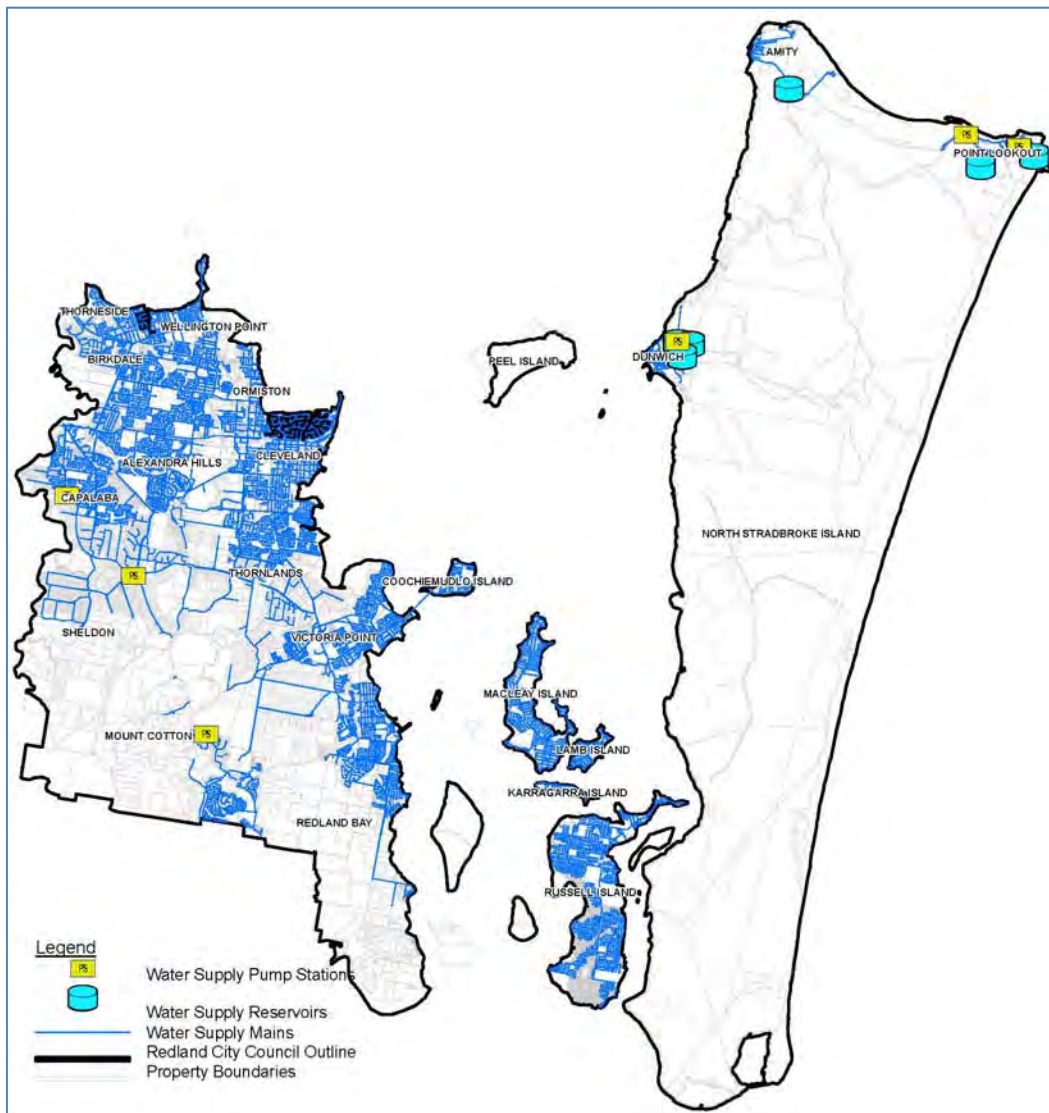 AMITY
PS
POINT LOOKOUT
PS
THORNESIDE
WELLINGTON POINT
BIRKDALE
PS
DUNWICH
PEEL ISLAND
ORMISTON
CLEVELAND
ALEXANDRA HILLS
PS
CAPALABA
NORTH STRADBROKE ISLAND
PS
THORNLANDS
COOCHIEMUDLO ISLAND
SHELDON
VICTORIA POINT
MACLEAY ISLAND
MOUNT COTTON
PS
LAMB ISLAND
KARRAGARRA ISLAND
REDLAND BAY
RUSSELL ISLAND
Legend
PS
Water Supply Pump Stations
Water Supply Reservoirs
Water Supply Mains
Redland City Council Outline
Property Boundaries